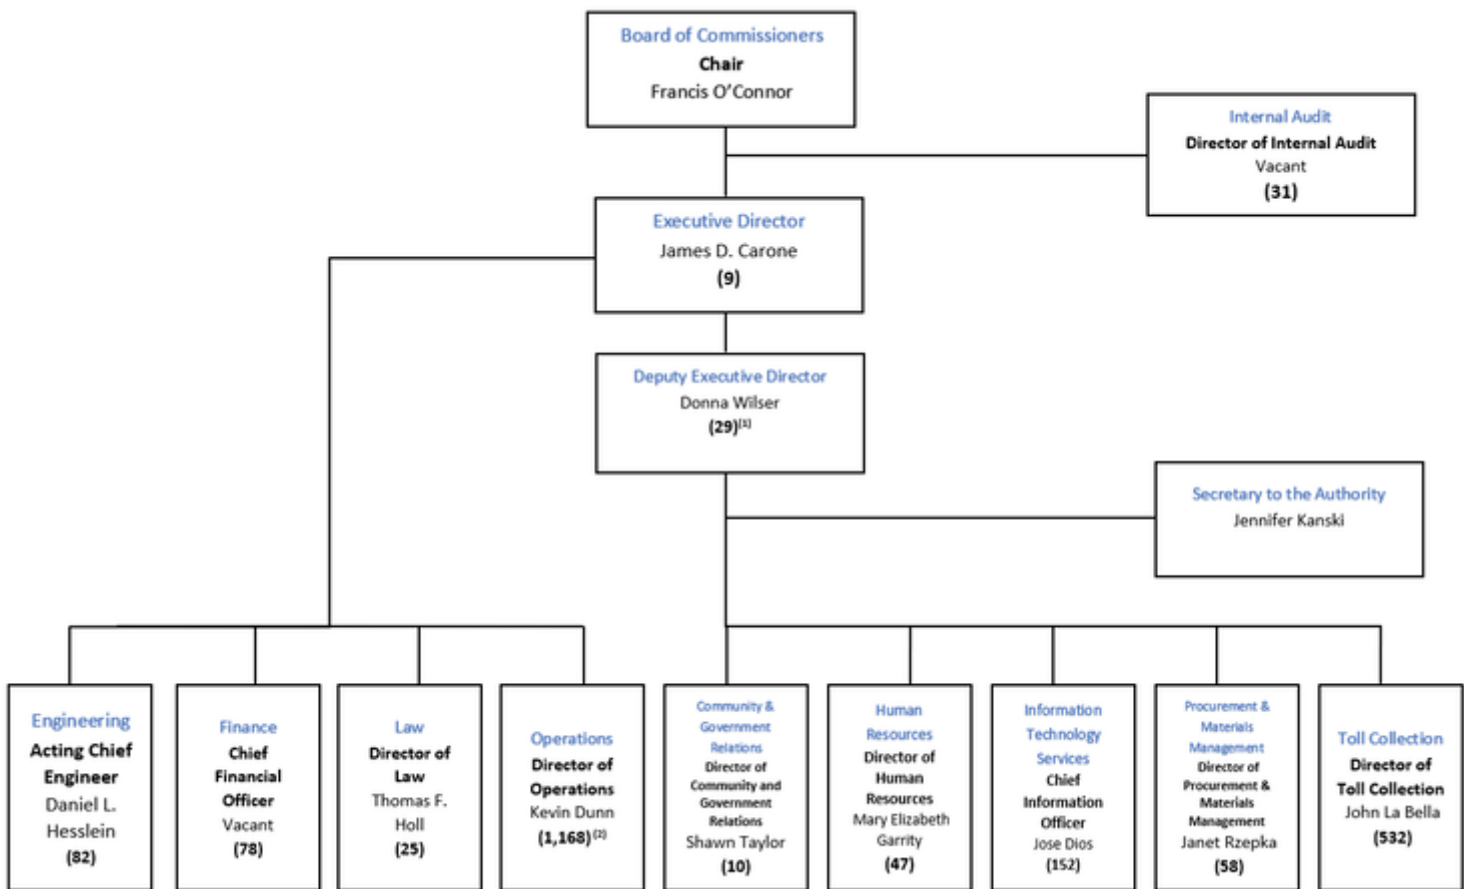 Board of Commissioners
Chair
Francis O’Connor
Internal Audit
Director of Internal Audit
Vacant
(31)
Executive Director
James D. Carone
(9)
Deputy Executive Director
Donna Wilser
(29)(1)
Secretary to the Authority
Jennifer Kanski
Engineering
Acting Chief
Engineer
Daniel L.
Hesslein
(82)
Finance
Chief
Financial
Officer
Vacant
(78)
Law
Director of
Law
Thomas F.
Holl
(25)
Operations
Director of
Operations
Kevin Dunn
(1,168)(2)
Community &
Government
Relations
Director of
Community and
Government
Relations
Shawn Taylor
(10)
Human
Resources
Director of
Human
Resources
Mary Elizabeth
Garrity
(47)
Information
Technology
Services
Chief
Information
Officer
Jose Dios
(152)
Procurement &
Materials
Management
Director of
Procurement &
Materials
Management
Janet Rzepka
(58)
Toll Collection
Director of
Toll Collection
John La Bella
(532)